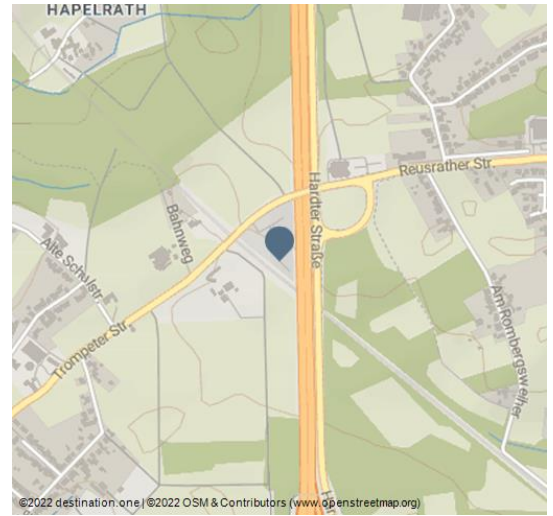 HAPELRATH
Reusrather Str.
Hardter Straße
Bahnweg
Alte Schulstr.
Trompeter Str.
Am Rombergsweiher
Har
©2022 destination.one | ©2022 OSM & Contributors (www.openstreetmap.org)